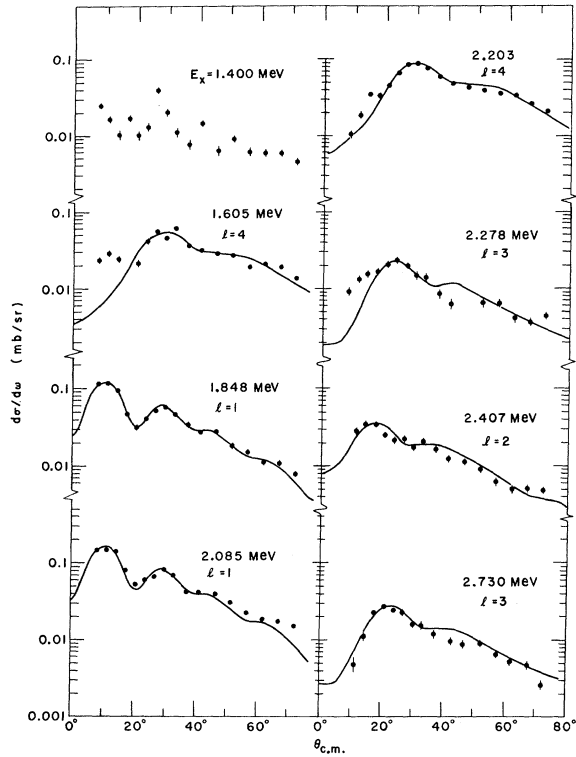 0.1
0.01
Eₓ=1.400 MeV
2.203
ℓ=4
0.1
0.01
1.605 MeV
ℓ=4
2.278 MeV
ℓ=3
dσ/dω (mb/sr)
0.1
0.01
1.848 MeV
ℓ=1
2.407 MeV
ℓ=2
0.1
0.01
0.001
2.085 MeV
ℓ=1
2.730 MeV
ℓ=3
0° 20° 40° 60° 0 20° 40° 60° 80°
θc.m.